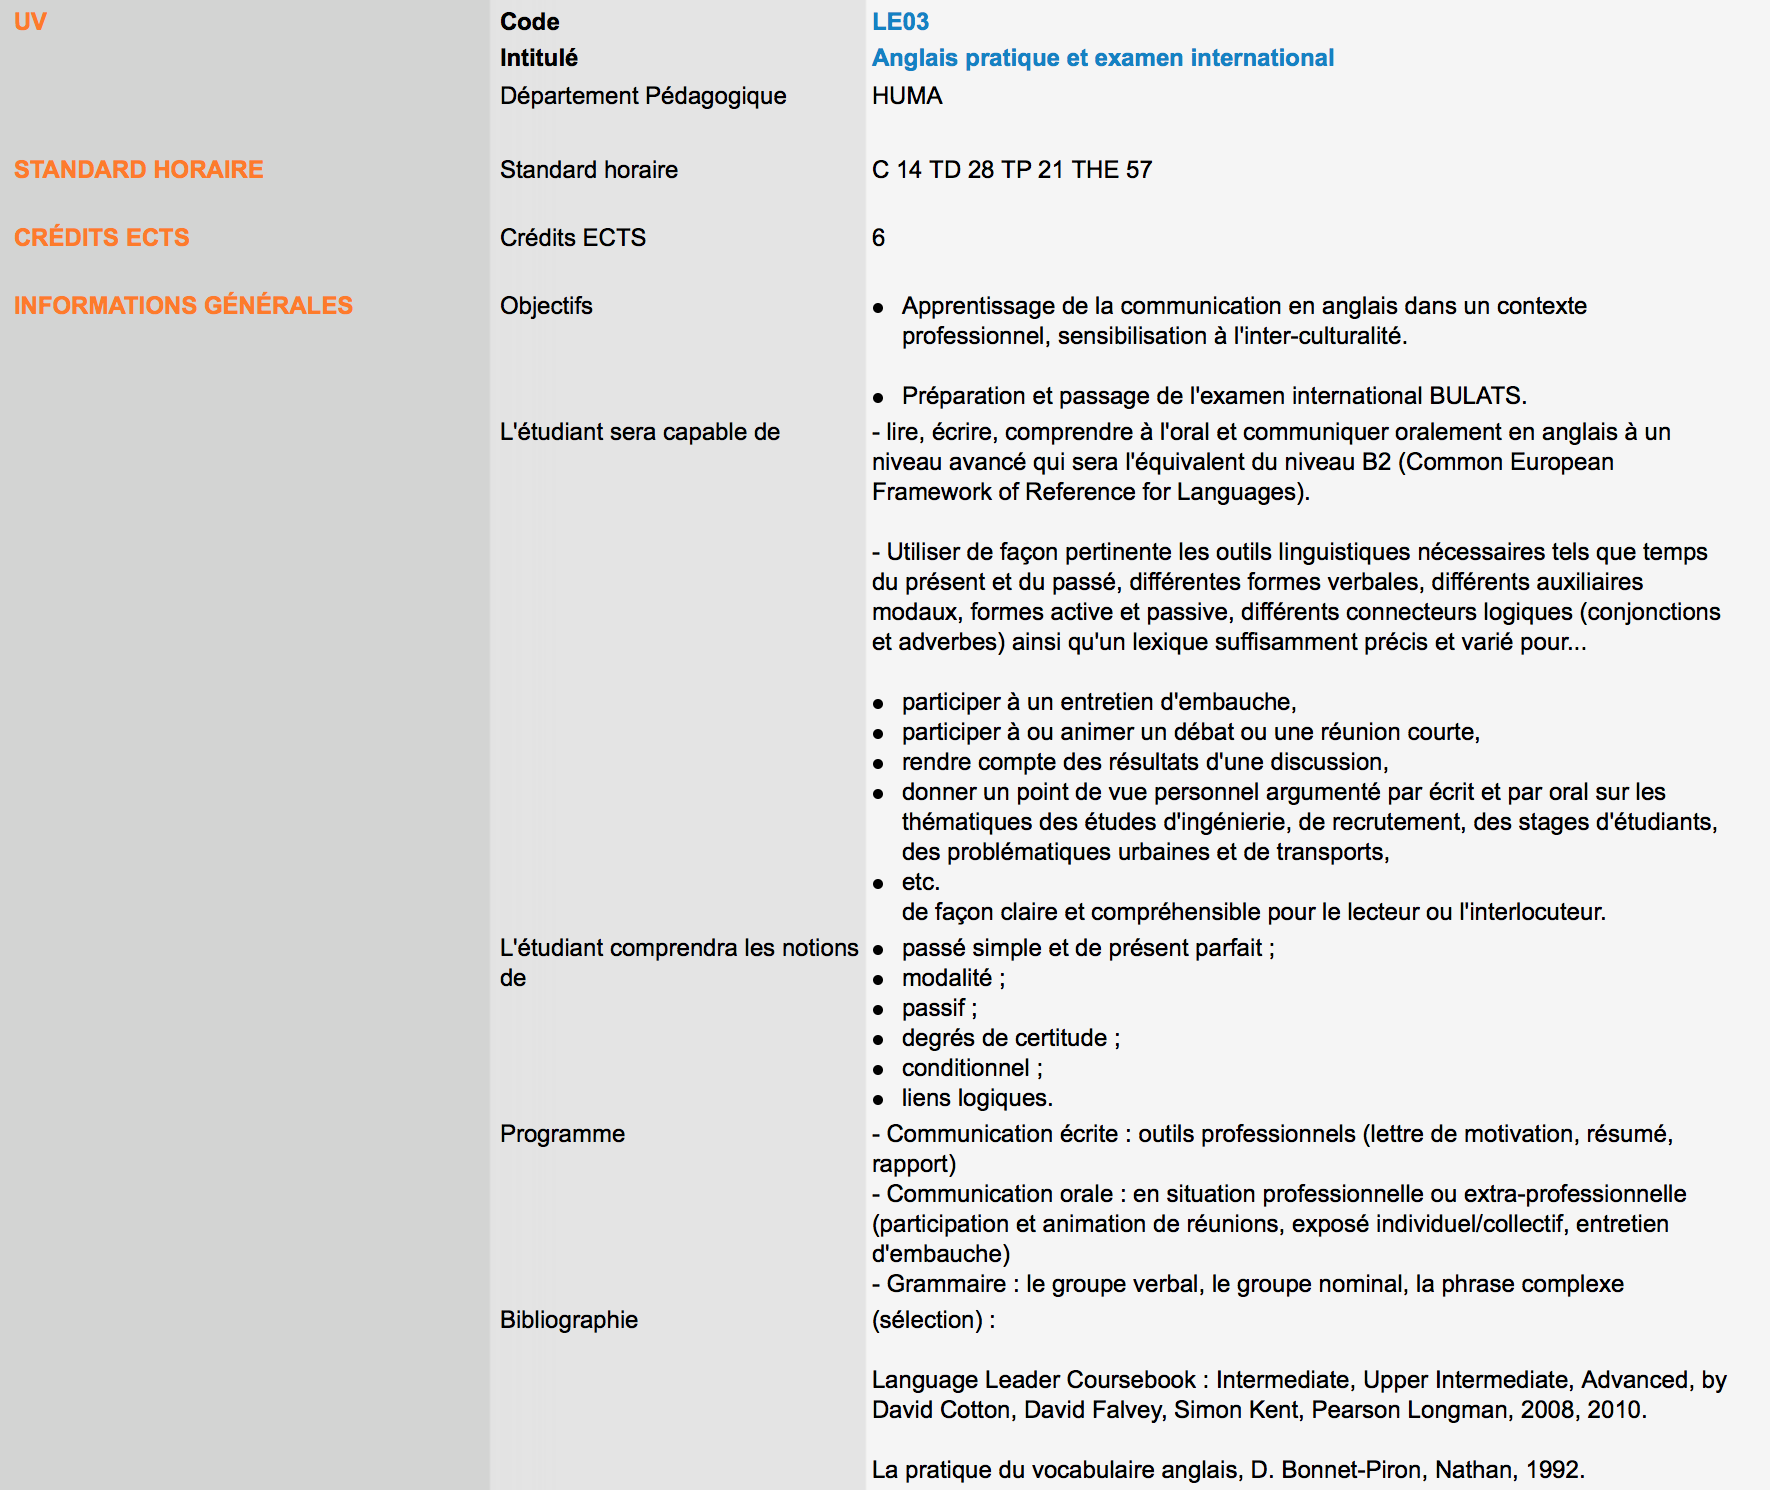 UV Code LE03
Intitulé Anglais pratique et examen international
Département Pédagogique HUMA
STANDARD HORAIRE Standard horaire C 14 TD 28 TP 21 THE 57
CRÉDITS ECTS Crédits ECTS 6
INFORMATIONS GÉNÉRALES Objectifs ● Apprentissage de la communication en anglais dans un contexte
professionnel, sensibilisation à l'inter-culturalité.
● Préparation et passage de l'examen international BULATS.
L'étudiant sera capable de - lire, écrire, comprendre à l'oral et communiquer oralement en anglais à un
niveau avancé qui sera l'équivalent du niveau B2 (Common European
Framework of Reference for Languages).
- Utiliser de façon pertinente les outils linguistiques nécessaires tels que temps
du présent et du passé, différentes formes verbales, différents auxiliaires
modaux, formes active et passive, différents connecteurs logiques (conjonctions
et adverbes) ainsi qu'un lexique suffisamment précis et varié pour...
● participer à un entretien d'embauche,
● participer à ou animer un débat ou une réunion courte,
● rendre compte des résultats d'une discussion,
● donner un point de vue personnel argumenté par écrit et par oral sur les
thématiques des études d'ingénierie, de recrutement, des stages d'étudiants,
des problématiques urbaines et de transports,
● etc.
de façon claire et compréhensible pour le lecteur ou l'interlocuteur.
L'étudiant comprendra les notions ● passé simple et de présent parfait ;
de ● modalité ;
● passif ;
● degrés de certitude ;
● conditionnel ;
● liens logiques.
Programme - Communication écrite : outils professionnels (lettre de motivation, résumé,
rapport)
- Communication orale : en situation professionnelle ou extra-professionnelle
(participation et animation de réunions, exposé individuel/collectif, entretien
d'embauche)
- Grammaire : le groupe verbal, le groupe nominal, la phrase complexe
Bibliographie (sélection) :
Language Leader Coursebook : Intermediate, Upper Intermediate, Advanced, by
David Cotton, David Falvey, Simon Kent, Pearson Longman, 2008, 2010.
La pratique du vocabulaire anglais, D. Bonnet-Piron, Nathan, 1992.